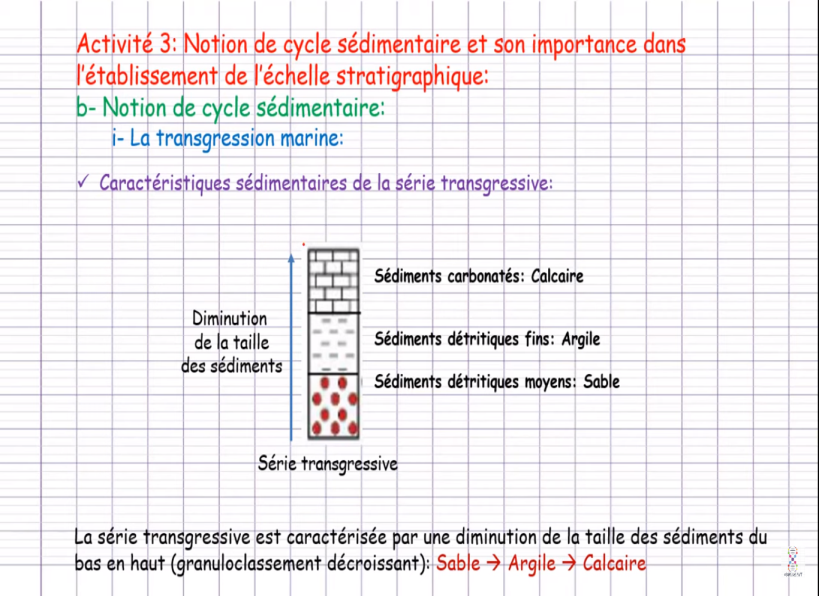 Activité 3: Notion de cycle sédimentaire et son importance dans
l'établissement de l'échelle stratigraphique:
b- Notion de cycle sédimentaire:
i- La transgression marine:
✓ Caractéristiques sédimentaires de la série transgressive:
Sédiments carbonatés: Calcaire
Diminution
de la taille
des sédiments
Sédiments détritiques fins: Argile
Sédiments détritiques moyens: Sable
Série transgressive
La série transgressive est caractérisée par une diminution de la taille des sédiments du
bas en haut (granuloclassement décroissant): Sable → Argile → Calcaire